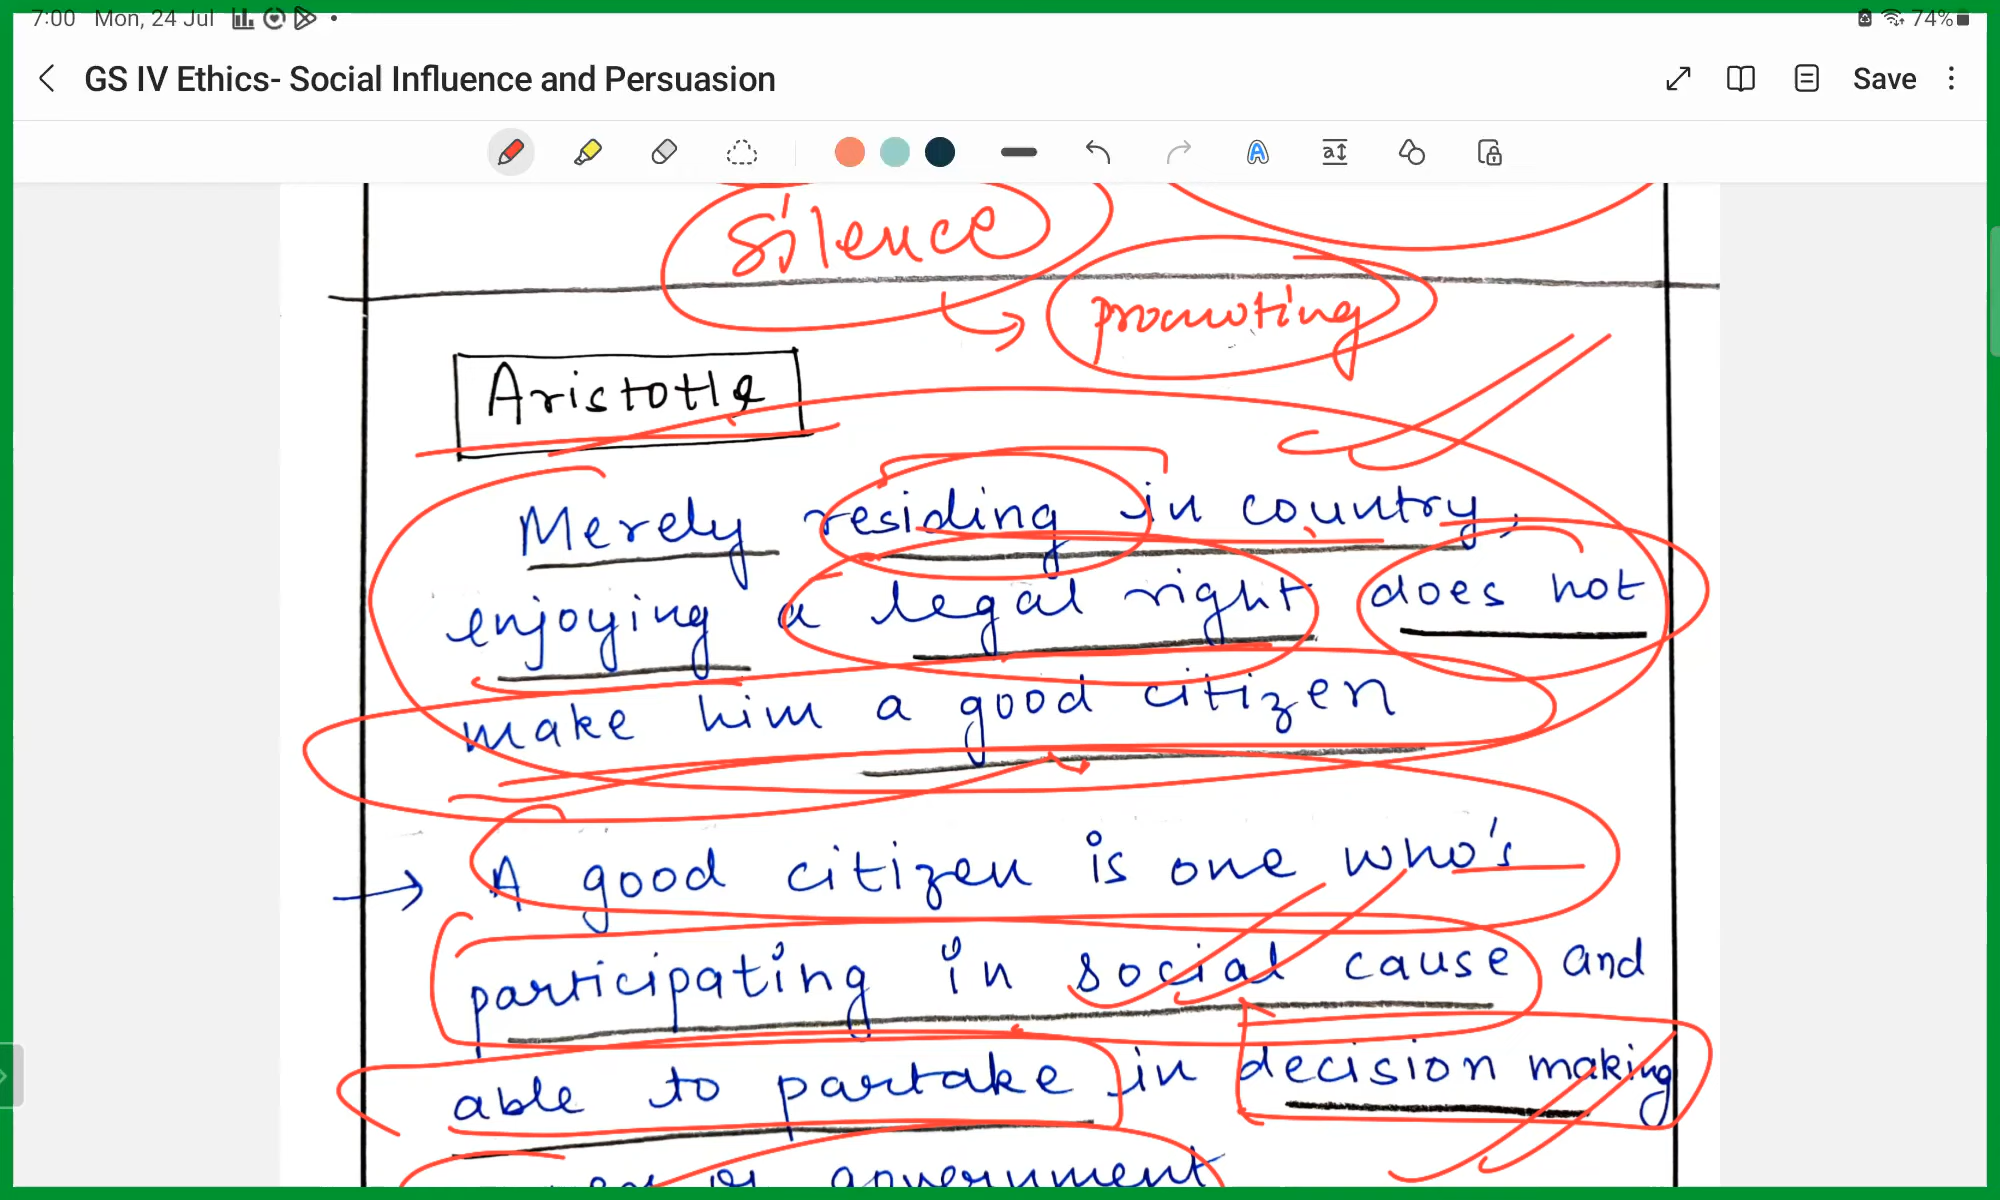 7:00 Mon, 24 Jul 74%
GS IV Ethics- Social Influence and Persuasion Save
silence
promoting
Aristotle
Merely residing in country,
enjoying a legal right does not
make him a good citizen
→ A good citizen is one who's
participating in social cause and
able to partake in decision making
government